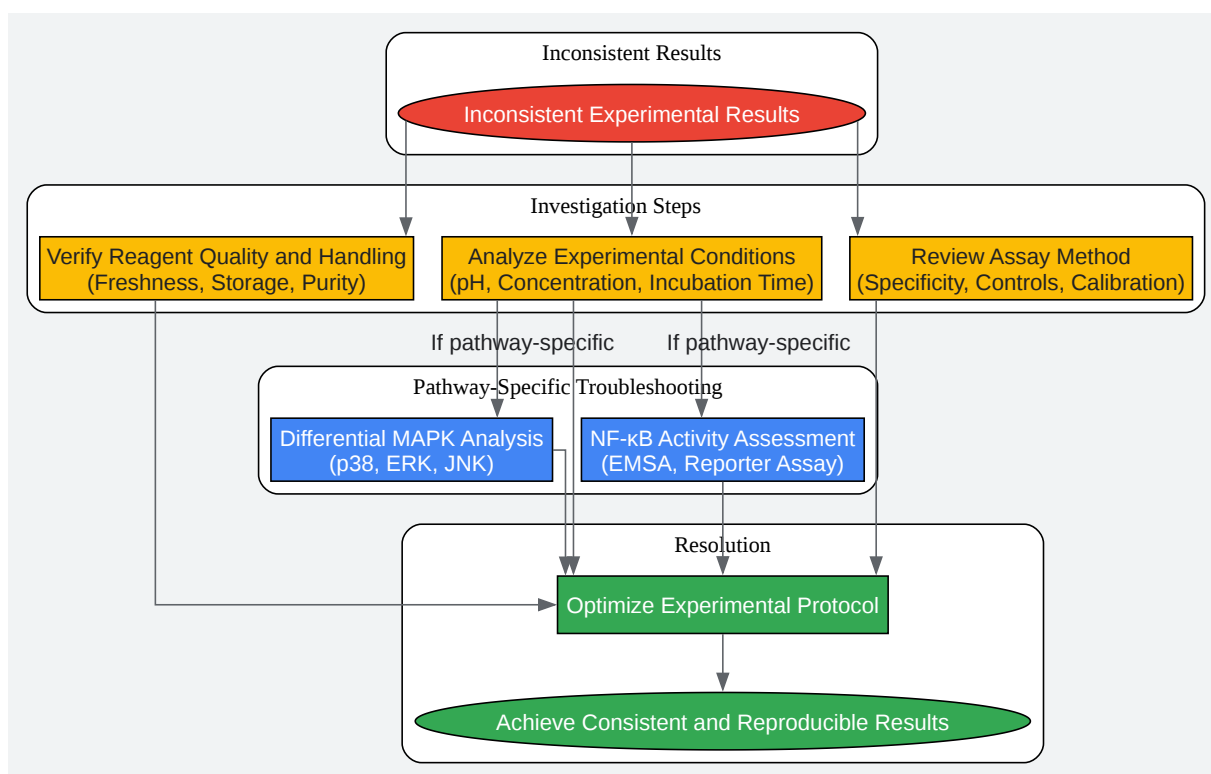 Inconsistent Results
Inconsistent Experimental Results
Investigation Steps
Verify Reagent Quality and Handling
(Freshness, Storage, Purity)
Analyze Experimental Conditions
(pH, Concentration, Incubation Time)
Review Assay Method
(Specificity, Controls, Calibration)
If pathway-specific
If pathway-specific
Pathway-Specific Troubleshooting
Differential MAPK Analysis
(p38, ERK, JNK)
NF-κB Activity Assessment
(EMSA, Reporter Assay)
Resolution
Optimize Experimental Protocol
Achieve Consistent and Reproducible Results